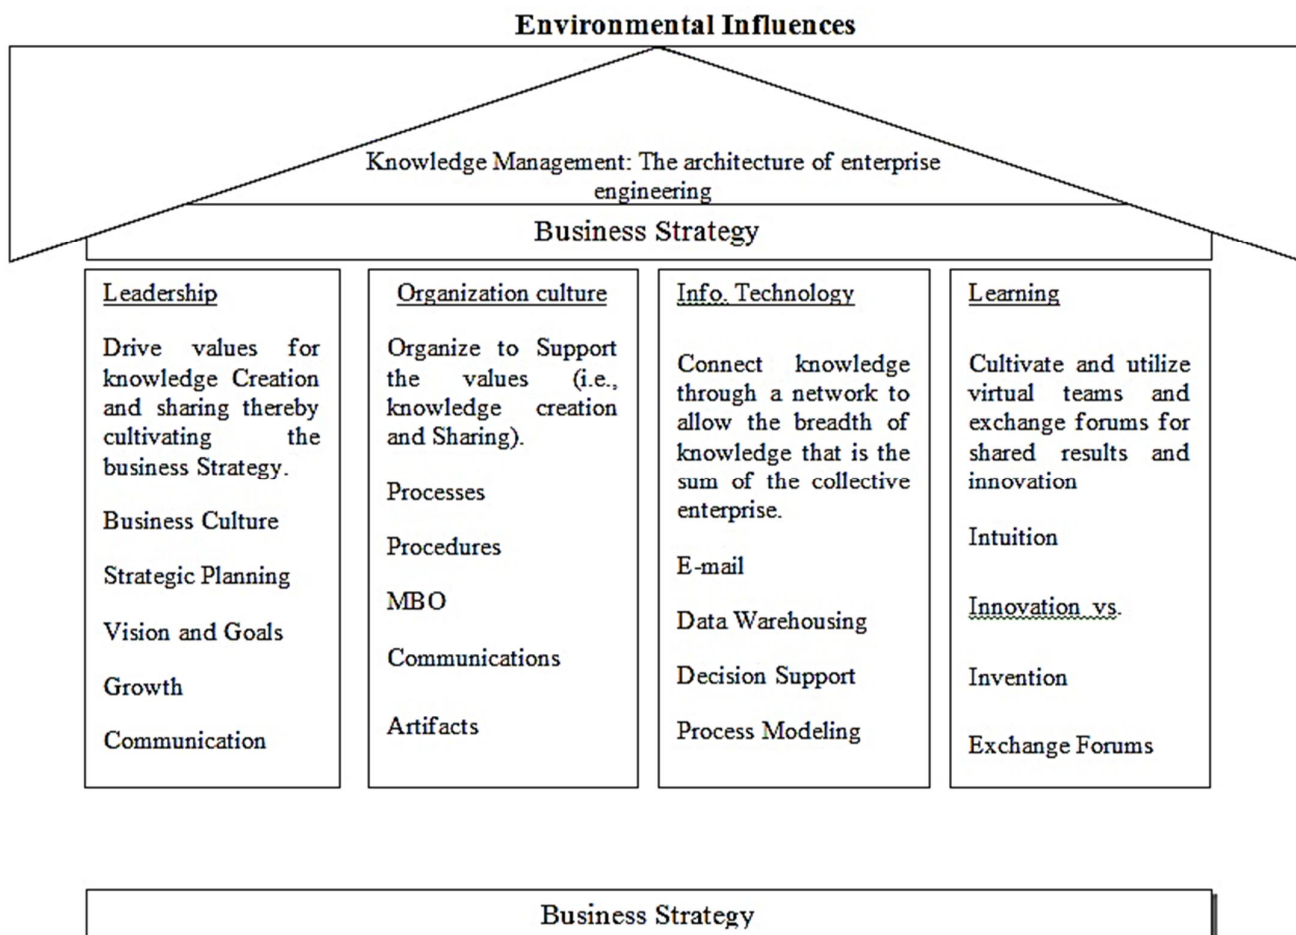 Environmental Influences
Knowledge Management: The architecture of enterprise
engineering
Business Strategy
Leadership
Drive values for
knowledge Creation
and sharing thereby
cultivating the
business Strategy.
Business Culture
Strategic Planning
Vision and Goals
Growth
Communication
Organization culture
Organize to Support
the values (i.e.,
knowledge creation
and Sharing).
Processes
Procedures
MBO
Communications
Artifacts
Info. Technology
Connect knowledge
through a network to
allow the breadth of
knowledge that is the
sum of the collective
enterprise.
E-mail
Data Warehousing
Decision Support
Process Modeling
Learning
Cultivate and utilize
virtual teams and
exchange forums for
shared results and
innovation
Intuition
Innovation vs.
Invention
Exchange Forums
Business Strategy